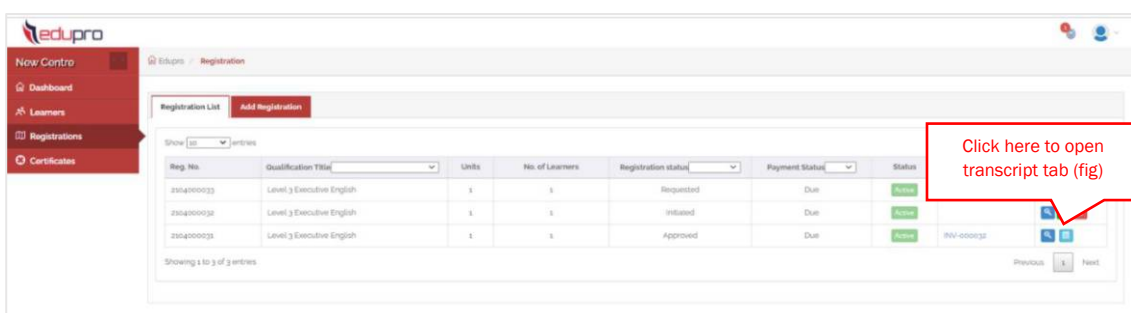 edupro
New Centre
Edupro / Registration
Dashboard
Learners
Registrations
Certificates
Registration List Add Registration
Show 10 entries
Reg. No. Qualification Title Units No. of Learners Registration status Payment Status Status
2104000033 Level 3 Executive English 1 1 Requested Due Active
2104000032 Level 3 Executive English 1 1 Initiated Due Active
2104000031 Level 3 Executive English 1 1 Approved Due Active INV-000032
Showing 1 to 3 of 3 entries
Previous 1 Next
Click here to open
transcript tab (fig)